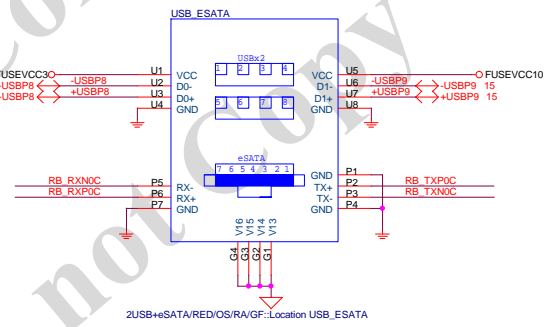 USB_ESATA
USBx2
1 2 3 4
5 6 7 8
FUSEVCC3
-USBP8
-USBP8
+USBP8
+USBP8
U1
U2
U3
U4
VCC
D0-
D0+
GND
VCC
D1-
D1+
GND
U5
U6
U7
U8
FUSEVCC10
-USBP9
-USBP9 15
+USBP9
+USBP9 15
eSATA
7 6 5 4 3 2 1
RB_RXN0C
RB_RXP0C
P5
P6
P7
RX-
RX+
GND
GND
TX+
TX-
GND
P1
P2
P3
P4
RB_TXP0C
RB_TXN0C
V16
V15
V14
V13
G4
G3
G2
G1
2USB+eSATA/RED/OS/RA/GF::Location USB_ESATA
not Copy